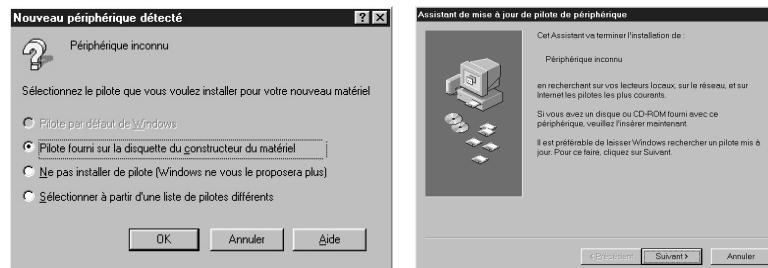 Nouveau périphérique détecté
Périphérique inconnu
Sélectionnez le pilote que vous voulez installer pour votre nouveau matériel
Pilote par défaut de Windows
Pilote fourni sur la disquette du constructeur du matériel
Ne pas installer de pilote (Windows ne vous le proposera plus)
Sélectionner à partir d'une liste de pilotes différents
OK Annuler Aide
Assistant de mise à jour de pilote de périphérique
Cet Assistant va terminer l'installation de :
Périphérique inconnu
en recherchant sur vos lecteurs locaux, sur le réseau, et sur
Internet les pilotes les plus courants.
Si vous avez un disque ou CD-ROM fourni avec ce
périphérique, veuillez l'insérer maintenant.
Il est préférable de laisser Windows rechercher un pilote mis à
jour. Pour ce faire, cliquez sur Suivant.
< Précédent Suivant > Annuler